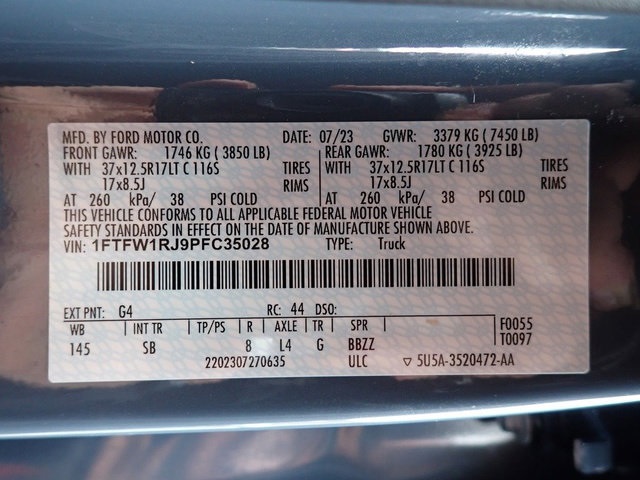 MFD. BY FORD MOTOR CO. DATE: 07/23 GVWR: 3379 KG ( 7450 LB)
FRONT GAWR: 1746 KG ( 3850 LB) REAR GAWR: 1780 KG ( 3925 LB)
WITH 37x12.5R17LT C 116S TIRES WITH 37x12.5R17LT C 116S TIRES
17x8.5J RIMS 17x8.5J RIMS
AT 260 kPa/ 38 PSI COLD AT 260 kPa/ 38 PSI COLD
THIS VEHICLE CONFORMS TO ALL APPLICABLE FEDERAL MOTOR VEHICLE
SAFETY STANDARDS IN EFFECT ON THE DATE OF MANUFACTURE SHOWN ABOVE.
VIN: 1FTFW1RJ9PFC35028 TYPE: Truck
EXT PNT: G4 RC: 44 DSO:
WB INT TR TP/PS R AXLE TR SPR F0055
145 SB 8 L4 G BBZZ T0097
2202307270635 ULC ▽ 5U5A-3520472-AA